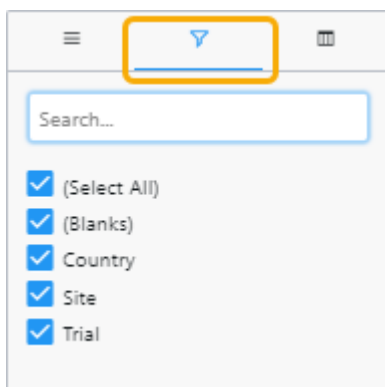 Search...
(Select All)
(Blanks)
Country
Site
Trial